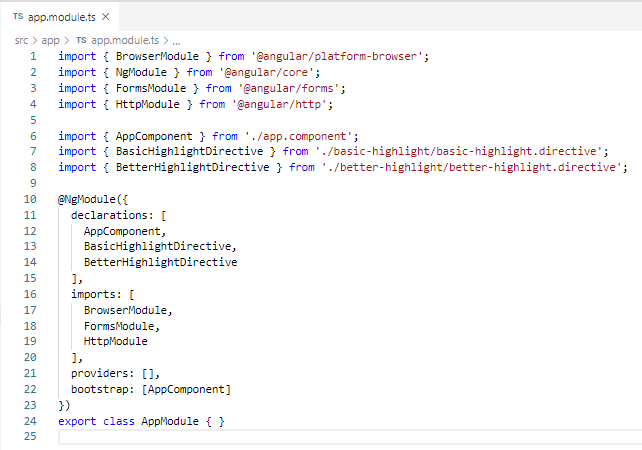 TS app.module.ts ×
src > app > TS app.module.ts > ...
1 import { BrowserModule } from '@angular/platform-browser';
2 import { NgModule } from '@angular/core';
3 import { FormsModule } from '@angular/forms';
4 import { HttpModule } from '@angular/http';
5
6 import { AppComponent } from './app.component';
7 import { BasicHighlightDirective } from './basic-highlight/basic-highlight.directive';
8 import { BetterHighlightDirective } from './better-highlight/better-highlight.directive';
9
10 @NgModule({
11   declarations: [
12     AppComponent,
13     BasicHighlightDirective,
14     BetterHighlightDirective
15   ],
16   imports: [
17     BrowserModule,
18     FormsModule,
19     HttpModule
20   ],
21   providers: [],
22   bootstrap: [AppComponent]
23 })
24 export class AppModule { }
25